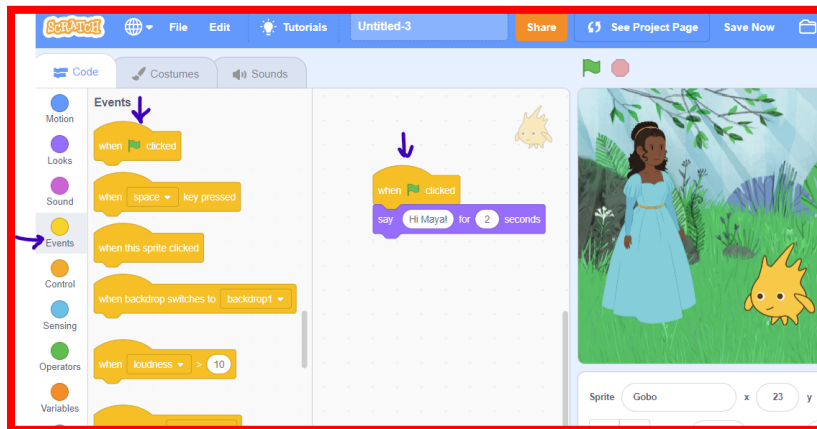 SCRATCH File Edit Tutorials Untitled-3 Share See Project Page Save Now
Code Costumes Sounds
Motion
Looks
Sound
Events
Control
Sensing
Operators
Variables
Events
when clicked
when space key pressed
when this sprite clicked
when backdrop switches to backdrop1
when loudness > 10
when clicked
say Hi Maya! for 2 seconds
Sprite Gobo x 23 y